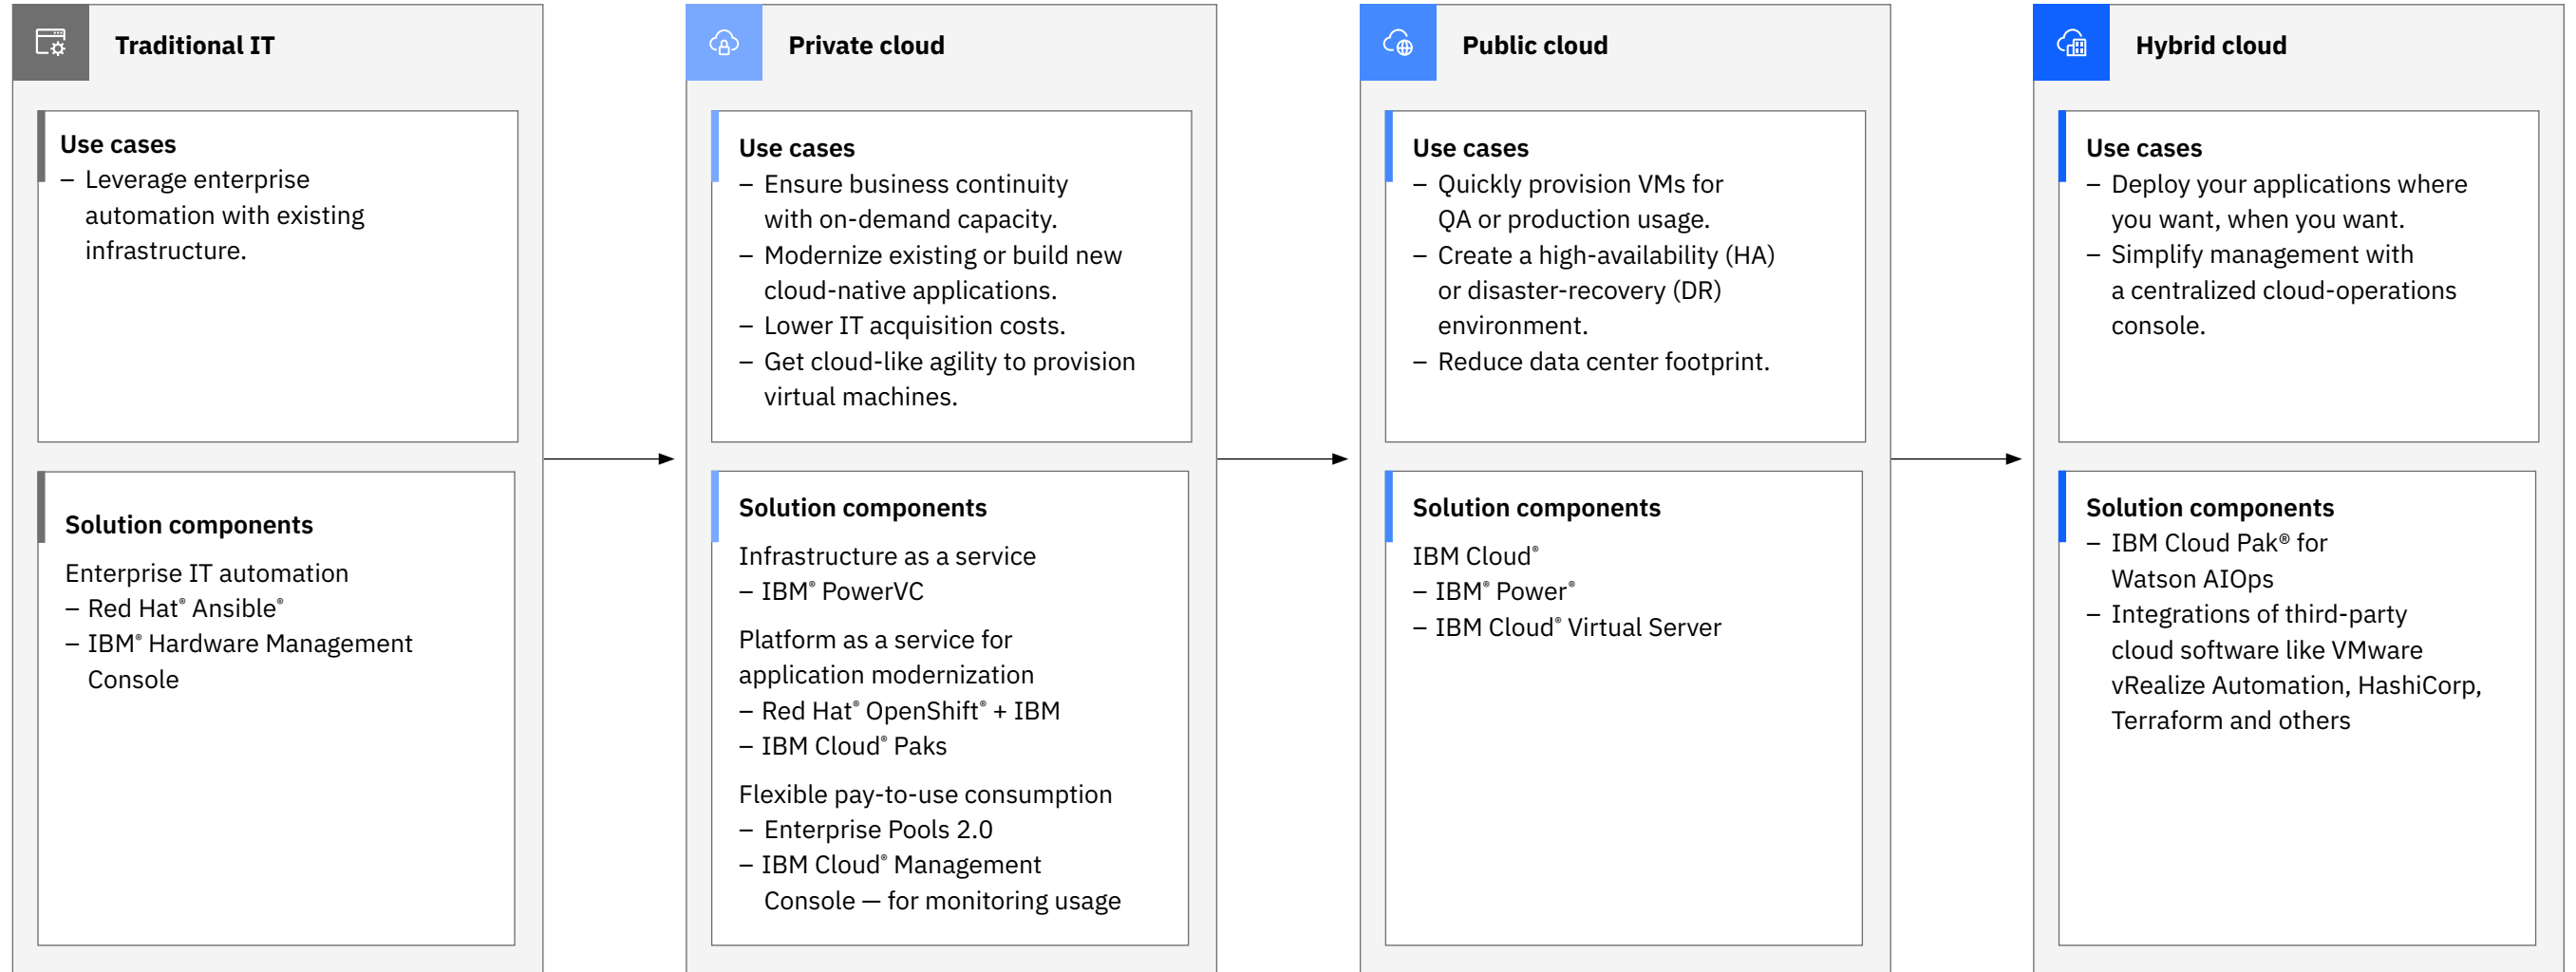 Traditional IT
Use cases
– Leverage enterprise
automation with existing
infrastructure.
Solution components
Enterprise IT automation
– Red Hat® Ansible®
– IBM® Hardware Management
Console
Private cloud
Use cases
– Ensure business continuity
with on-demand capacity.
– Modernize existing or build new
cloud-native applications.
– Lower IT acquisition costs.
– Get cloud-like agility to provision
virtual machines.
Solution components
Infrastructure as a service
– IBM® PowerVC
Platform as a service for
application modernization
– Red Hat® OpenShift® + IBM
– IBM Cloud® Paks
Flexible pay-to-use consumption
– Enterprise Pools 2.0
– IBM Cloud® Management
Console — for monitoring usage
Public cloud
Use cases
– Quickly provision VMs for
QA or production usage.
– Create a high-availability (HA)
or disaster-recovery (DR)
environment.
– Reduce data center footprint.
Solution components
IBM Cloud®
– IBM® Power®
– IBM Cloud® Virtual Server
Hybrid cloud
Use cases
– Deploy your applications where
you want, when you want.
– Simplify management with
a centralized cloud-operations
console.
Solution components
– IBM Cloud Pak® for
Watson AIOps
– Integrations of third-party
cloud software like VMware
vRealize Automation, HashiCorp,
Terraform and others